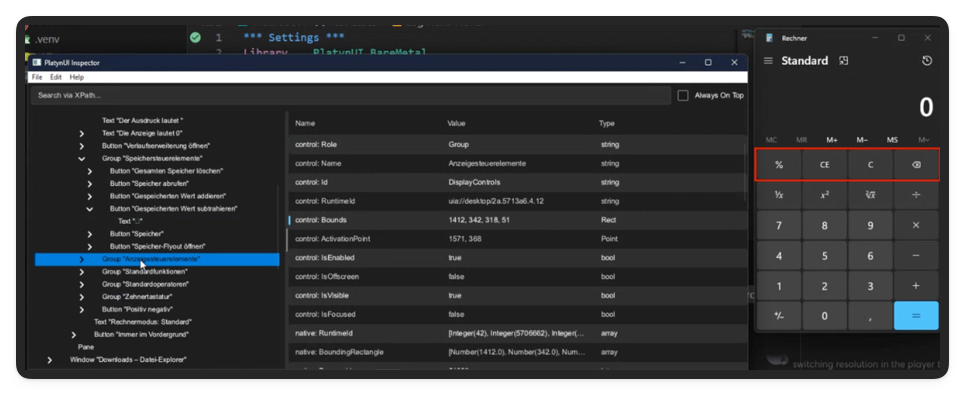 .venv
1 *** Settings ***
2 Library PlatynUI.BareMetal
PlatynUI Inspector
File Edit Help
Search via XPath...
Always On Top
Text "Der Ausdruck lautet "
Text "Die Anzeige lautet 0"
Button "Verlaufserweiterung öffnen"
Group "Speichersteuerelemente"
Button "Gesamten Speicher löschen"
Button "Speicher abrufen"
Button "Gespeicherten Wert addieren"
Button "Gespeicherten Wert subtrahieren"
Text "..."
Button "Speicher"
Button "Speicher-Flyout öffnen"
Group "Anzeigesteuerelemente"
Group "Standardfunktionen"
Group "Standardoperatoren"
Group "Zehnertastatur"
Button "Positiv negativ"
Text "Rechnermodus: Standard"
Button "Immer im Vordergrund"
Pane
Window "Downloads – Datei-Explorer"
Name Value Type
control: Role Group string
control: Name Anzeigesteuerelemente string
control: Id DisplayControls string
control: RuntimeId uia://desktop/2a.5713a6.4.12 string
control: Bounds 1412, 342, 318, 51 Rect
control: ActivationPoint 1571, 368 Point
control: IsEnabled true bool
control: IsOffscreen false bool
control: IsVisible true bool
control: IsFocused false bool
native: RuntimeId [Integer(42), Integer(5706662), Integer(... array
native: BoundingRectangle [Number(1412.0), Number(342.0), Num... array
Rechner
Standard
0
MC MR M+ M− MS M˅
% CE C
¹/x x² ²√x ÷
7 8 9 ×
4 5 6 −
1 2 3 +
+/− 0 , =
switching resolution in the player t